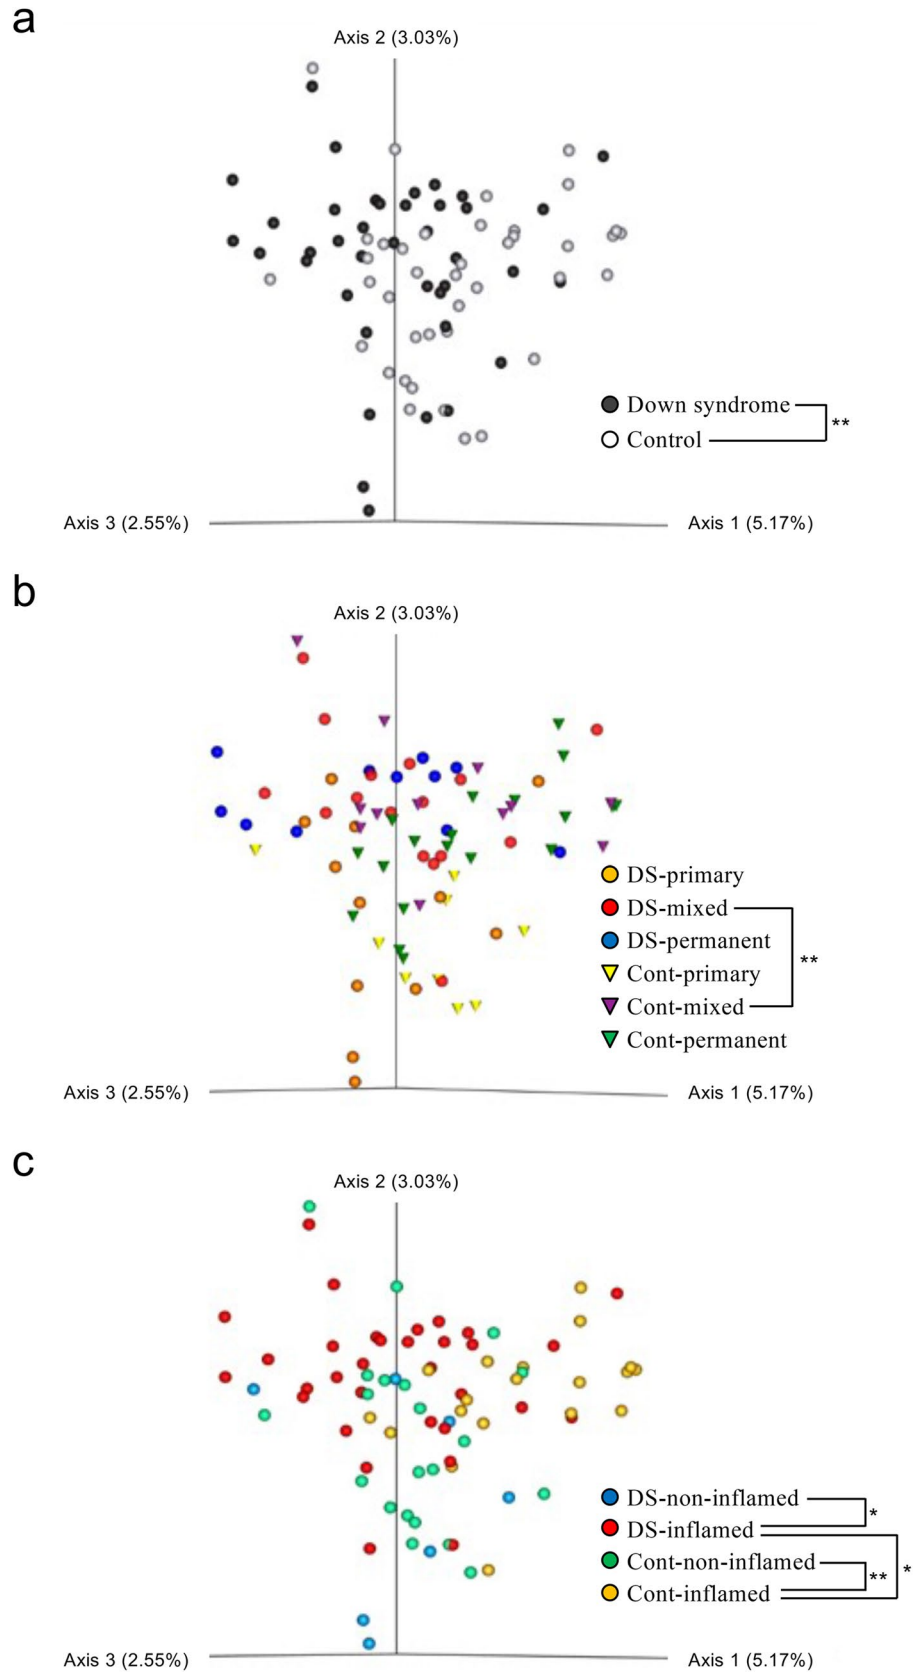 a
Axis 2 (3.03%)
Down syndrome
**
Control
Axis 3 (2.55%)
Axis 1 (5.17%)
b
Axis 2 (3.03%)
DS-primary
DS-mixed
DS-permanent
**
Cont-primary
Cont-mixed
Cont-permanent
Axis 3 (2.55%)
Axis 1 (5.17%)
c
Axis 2 (3.03%)
DS-non-inflamed
*
DS-inflamed
Cont-non-inflamed
** *
Cont-inflamed
Axis 3 (2.55%)
Axis 1 (5.17%)